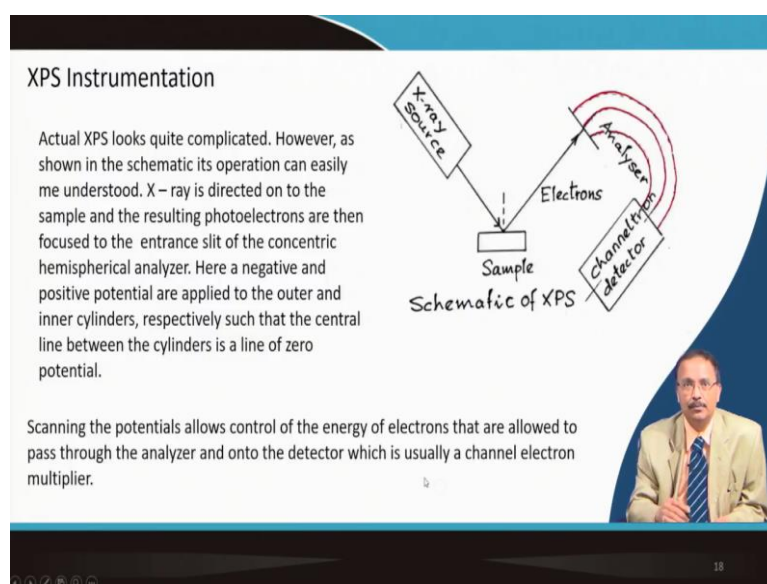 XPS Instrumentation
Actual XPS looks quite complicated. However, as
shown in the schematic its operation can easily
me understood. X – ray is directed on to the
sample and the resulting photoelectrons are then
focused to the entrance slit of the concentric
hemispherical analyzer. Here a negative and
positive potential are applied to the outer and
inner cylinders, respectively such that the central
line between the cylinders is a line of zero
potential.
X-ray
source
Electrons
Analyser
Channeltron
detector
Sample
Schematic of XPS
Scanning the potentials allows control of the energy of electrons that are allowed to
pass through the analyzer and onto the detector which is usually a channel electron
multiplier.
18